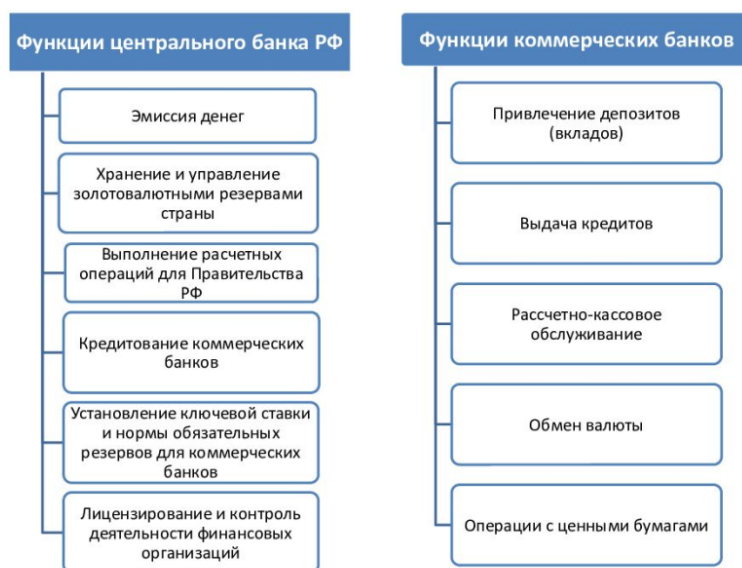 Функции центрального банка РФ
Эмиссия денег
Хранение и управление
золотовалютными резервами
страны
Выполнение расчетных
операций для Правительства
РФ
Кредитование коммерческих
банков
Установление ключевой ставки
и нормы обязательных
резервов для коммерческих
банков
Лицензирование и контроль
деятельности финансовых
организаций
Функции коммерческих банков
Привлечение депозитов
(вкладов)
Выдача кредитов
Рассчетно-кассовое
обслуживание
Обмен валюты
Операции с ценными бумагами